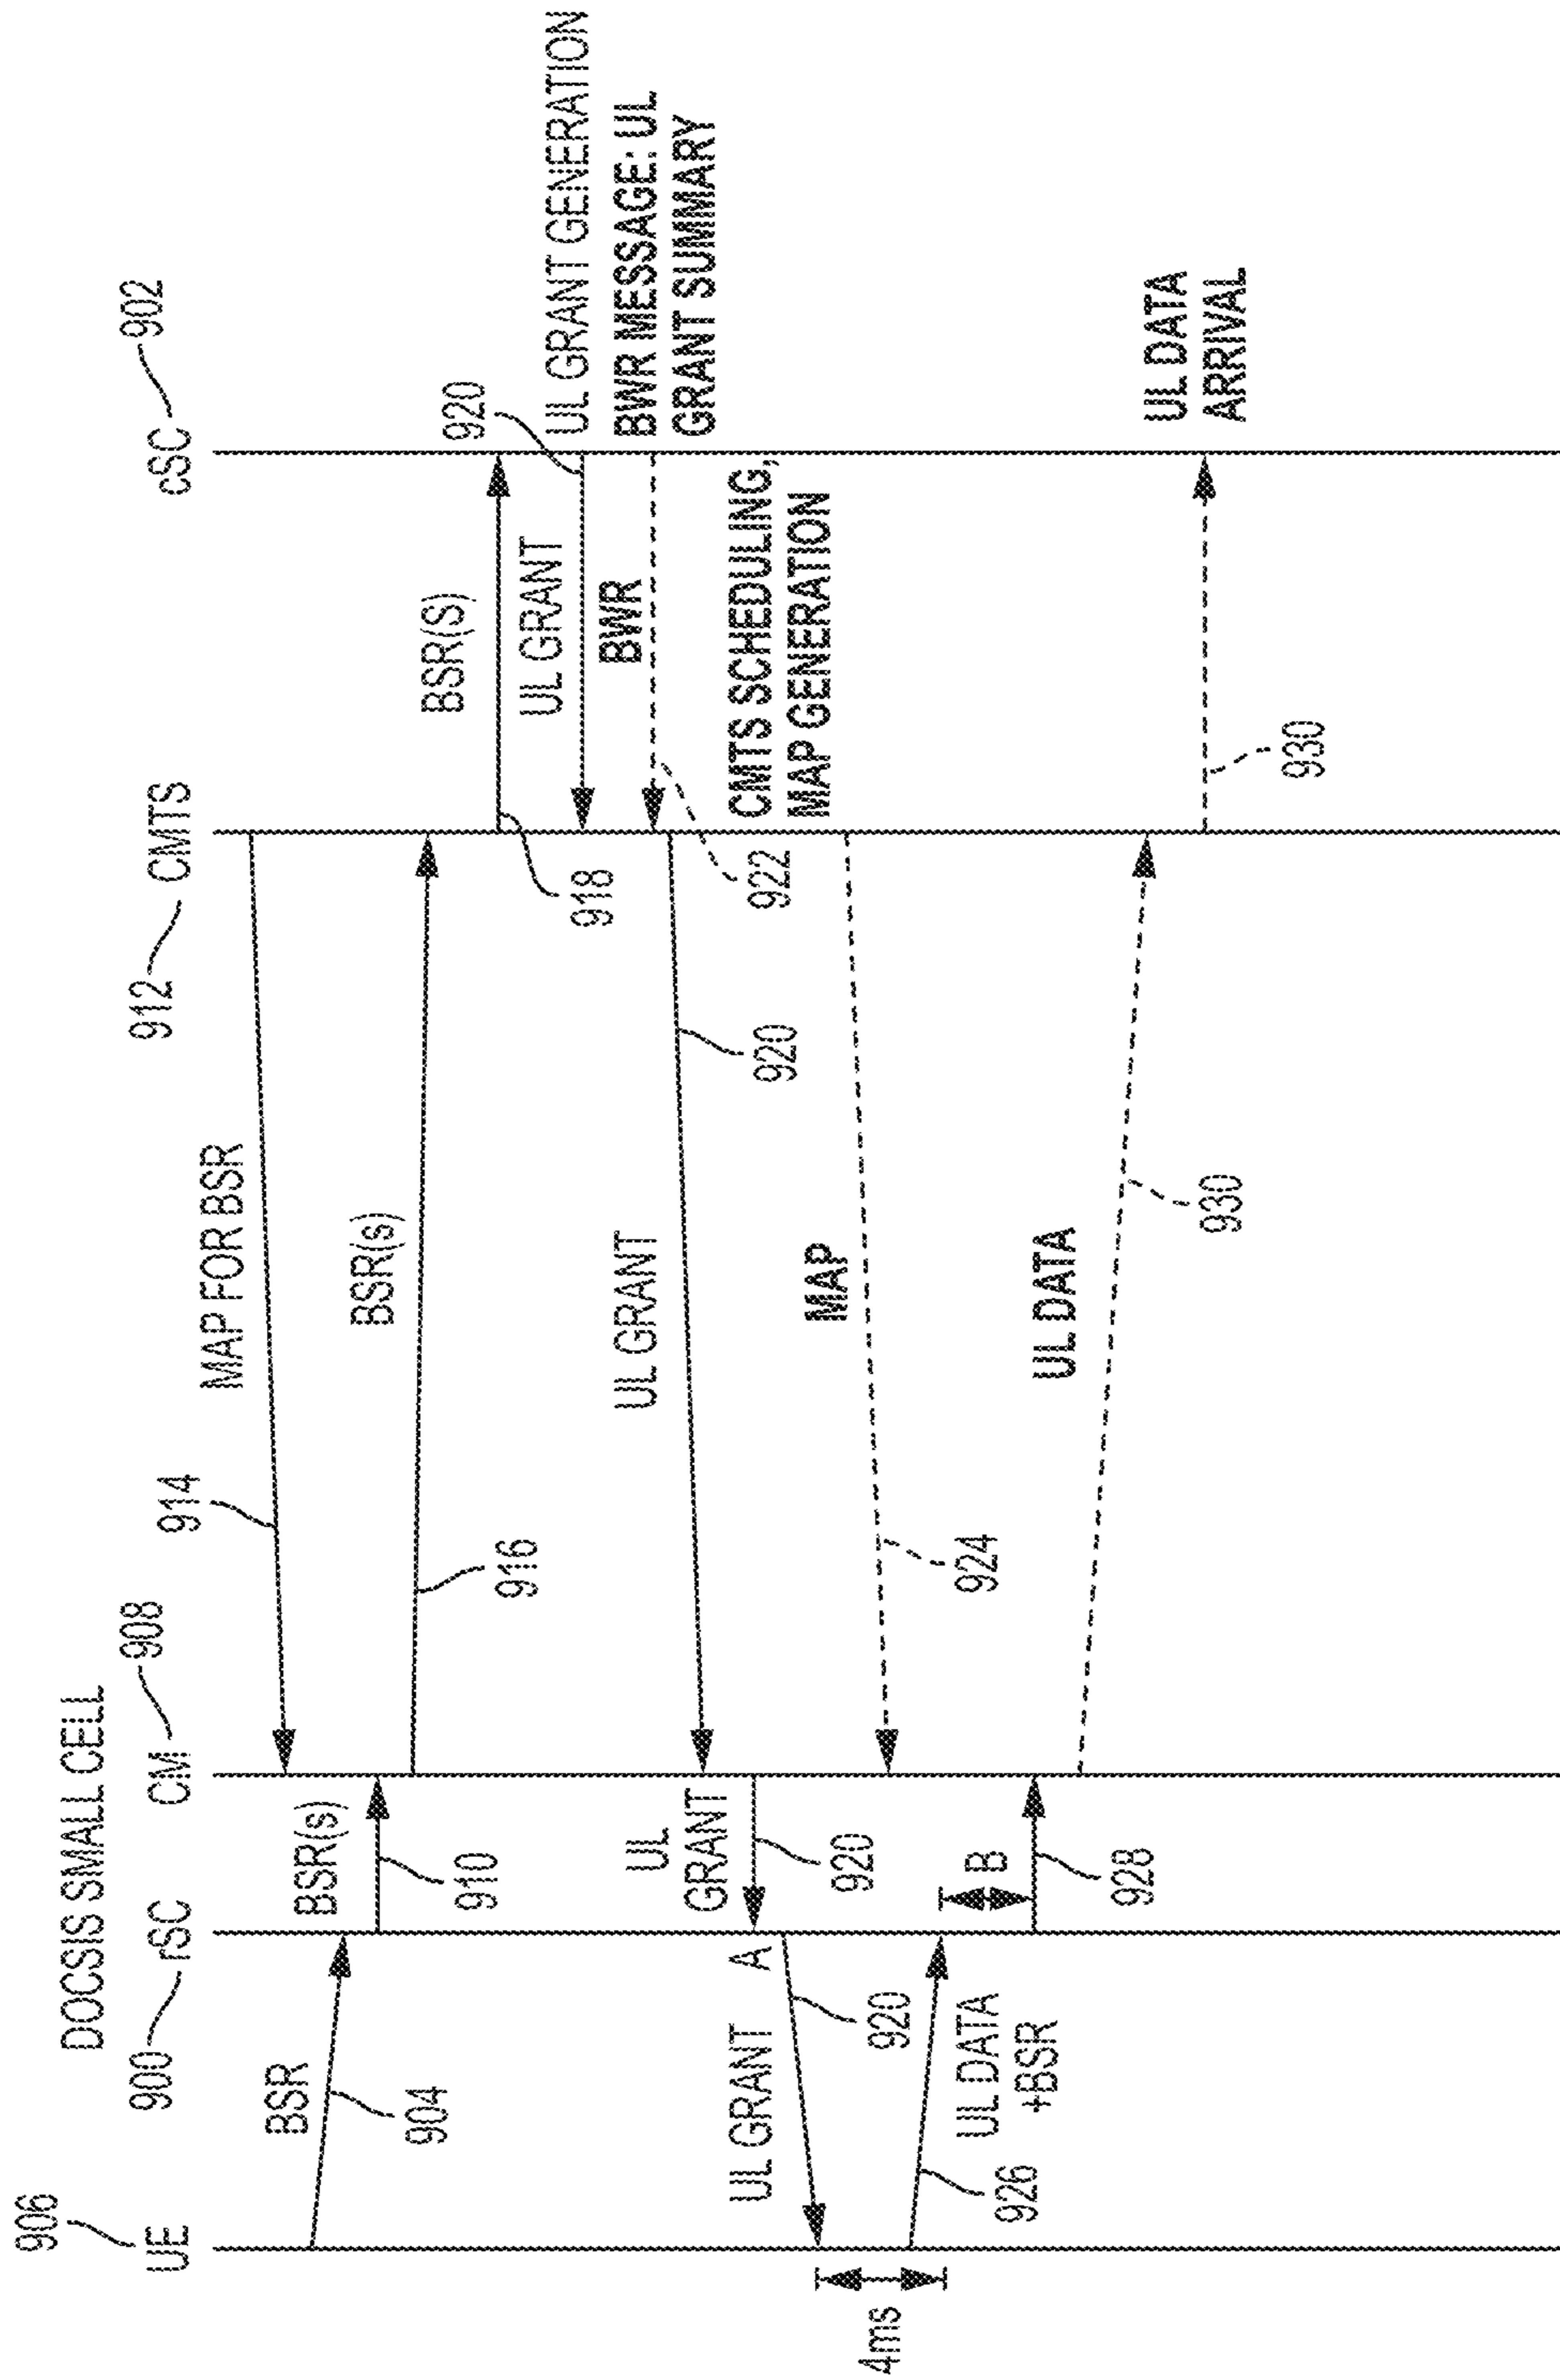 DOCSIS SMALL CELL
906
UE
900
rSC
CM
908
912
CMTS
cSC
902
914
MAP FOR BSR
BSR
904
BSR(s)
910
BSR(s)
916
BSR(S)
918
920
UL GRANT
UL GRANT GENERATION
BWR
BWR MESSAGE: UL
GRANT SUMMARY
922
UL GRANT
920
CMTS SCHEDULING,
MAP GENERATION
UL
GRANT
920
A
UL GRANT
920
MAP
924
4ms
926
UL DATA
+BSR
B
928
UL DATA
930
930
UL DATA
ARRIVAL